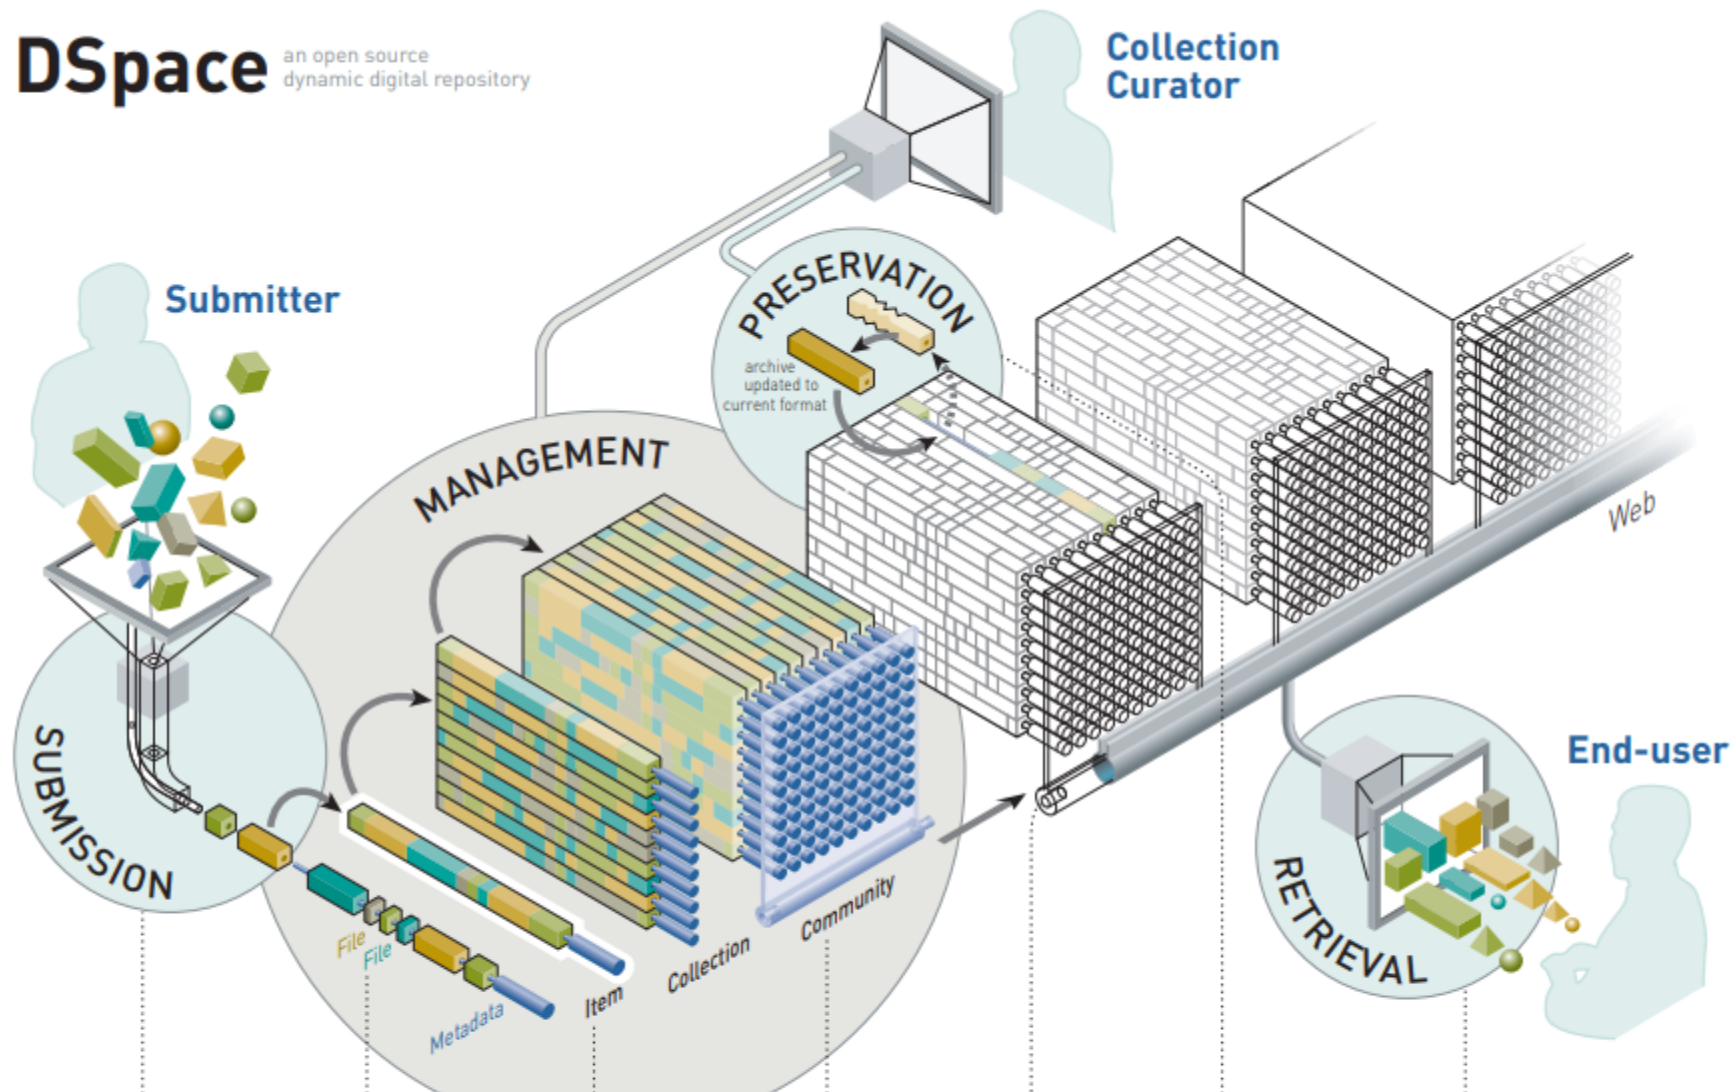 DSpace
an open source
dynamic digital repository
Collection
Curator
Submitter
PRESERVATION
archive
updated to
current format
MANAGEMENT
Web
SUBMISSION
End-user
File
File
Metadata
Item
Collection
Community
RETRIEVAL